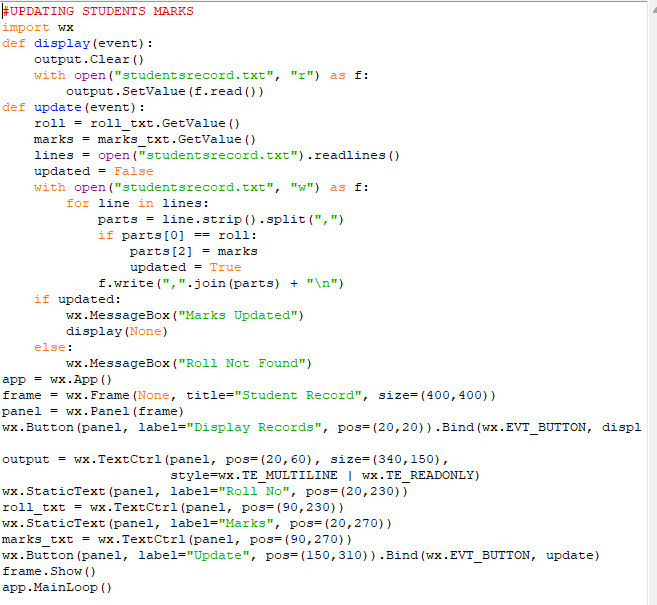 #UPDATING STUDENTS MARKS
import wx
def display(event):
    output.Clear()
    with open("studentsrecord.txt", "r") as f:
        output.SetValue(f.read())
def update(event):
    roll = roll_txt.GetValue()
    marks = marks_txt.GetValue()
    lines = open("studentsrecord.txt").readlines()
    updated = False
    with open("studentsrecord.txt", "w") as f:
        for line in lines:
            parts = line.strip().split(",")
            if parts[0] == roll:
                parts[2] = marks
                updated = True
            f.write(",".join(parts) + "\n")
    if updated:
        wx.MessageBox("Marks Updated")
        display(None)
    else:
        wx.MessageBox("Roll Not Found")
app = wx.App()
frame = wx.Frame(None, title="Student Record", size=(400,400))
panel = wx.Panel(frame)
wx.Button(panel, label="Display Records", pos=(20,20)).Bind(wx.EVT_BUTTON, displ
output = wx.TextCtrl(panel, pos=(20,60), size=(340,150),
                     style=wx.TE_MULTILINE | wx.TE_READONLY)
wx.StaticText(panel, label="Roll No", pos=(20,230))
roll_txt = wx.TextCtrl(panel, pos=(90,230))
wx.StaticText(panel, label="Marks", pos=(20,270))
marks_txt = wx.TextCtrl(panel, pos=(90,270))
wx.Button(panel, label="Update", pos=(150,310)).Bind(wx.EVT_BUTTON, update)
frame.Show()
app.MainLoop()